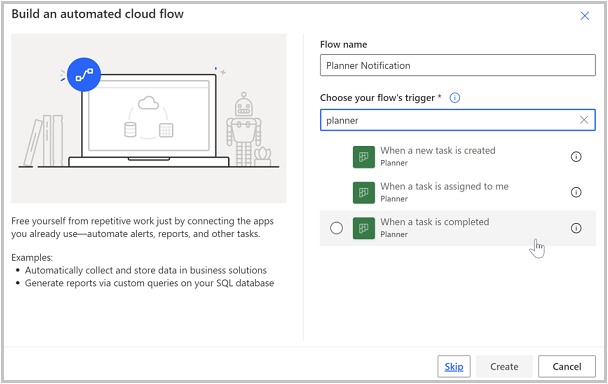 Build an automated cloud flow
Free yourself from repetitive work just by connecting the apps
you already use—automate alerts, reports, and other tasks.
Examples:
• Automatically collect and store data in business solutions
• Generate reports via custom queries on your SQL database
Flow name
Planner Notification
Choose your flow's trigger *
planner
When a new task is created
Planner
When a task is assigned to me
Planner
When a task is completed
Planner
Skip
Create
Cancel